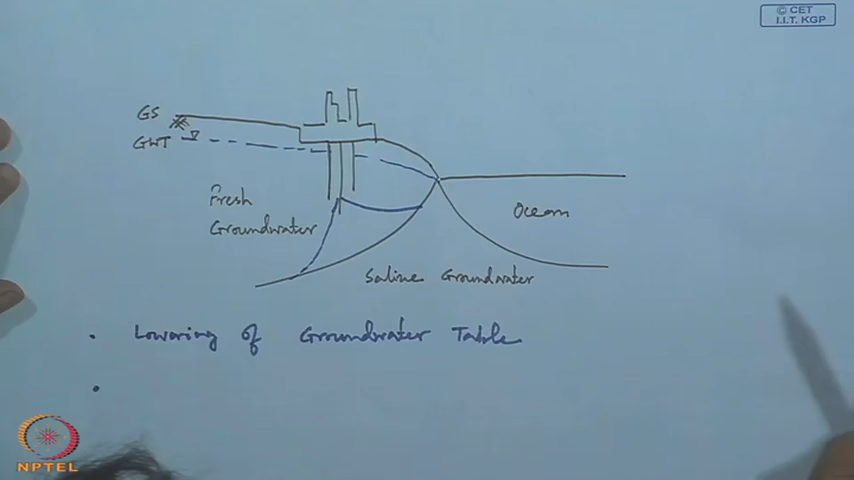 © CET
I.I.T. KGP
GS
GWT
Fresh
Groundwater
Ocean
Saline Groundwater
• Lowering of Groundwater Table
•
NPTEL